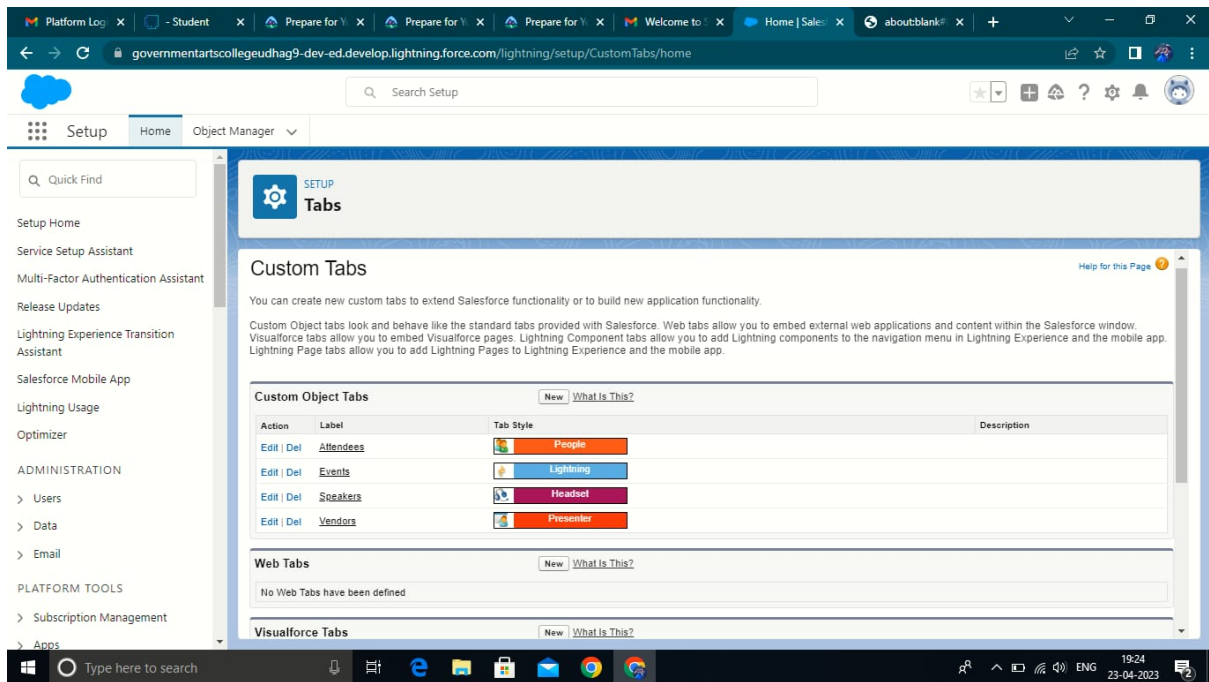 Platform Log
- Student
Prepare for Y
Prepare for Y
Prepare for Y
Welcome to S
Home | Sales
about:blank#
governmentartscollegeudhag9-dev-ed.develop.lightning.force.com/lightning/setup/CustomTabs/home
Search Setup
Setup
Home
Object Manager
Quick Find
Setup Home
Service Setup Assistant
Multi-Factor Authentication Assistant
Release Updates
Lightning Experience Transition
Assistant
Salesforce Mobile App
Lightning Usage
Optimizer
ADMINISTRATION
> Users
> Data
> Email
PLATFORM TOOLS
> Subscription Management
> Apps
SETUP
Tabs
Custom Tabs
Help for this Page
You can create new custom tabs to extend Salesforce functionality or to build new application functionality.
Custom Object tabs look and behave like the standard tabs provided with Salesforce. Web tabs allow you to embed external web applications and content within the Salesforce window.
Visualforce tabs allow you to embed Visualforce pages. Lightning Component tabs allow you to add Lightning components to the navigation menu in Lightning Experience and the mobile app.
Lightning Page tabs allow you to add Lightning Pages to Lightning Experience and the mobile app.
Custom Object Tabs New What Is This?
Action Label Tab Style Description
Edit | Del Attendees People
Edit | Del Events Lightning
Edit | Del Speakers Headset
Edit | Del Vendors Presenter
Web Tabs New What Is This?
No Web Tabs have been defined
Visualforce Tabs New What Is This?
Type here to search
ENG
19:24
23-04-2023
2